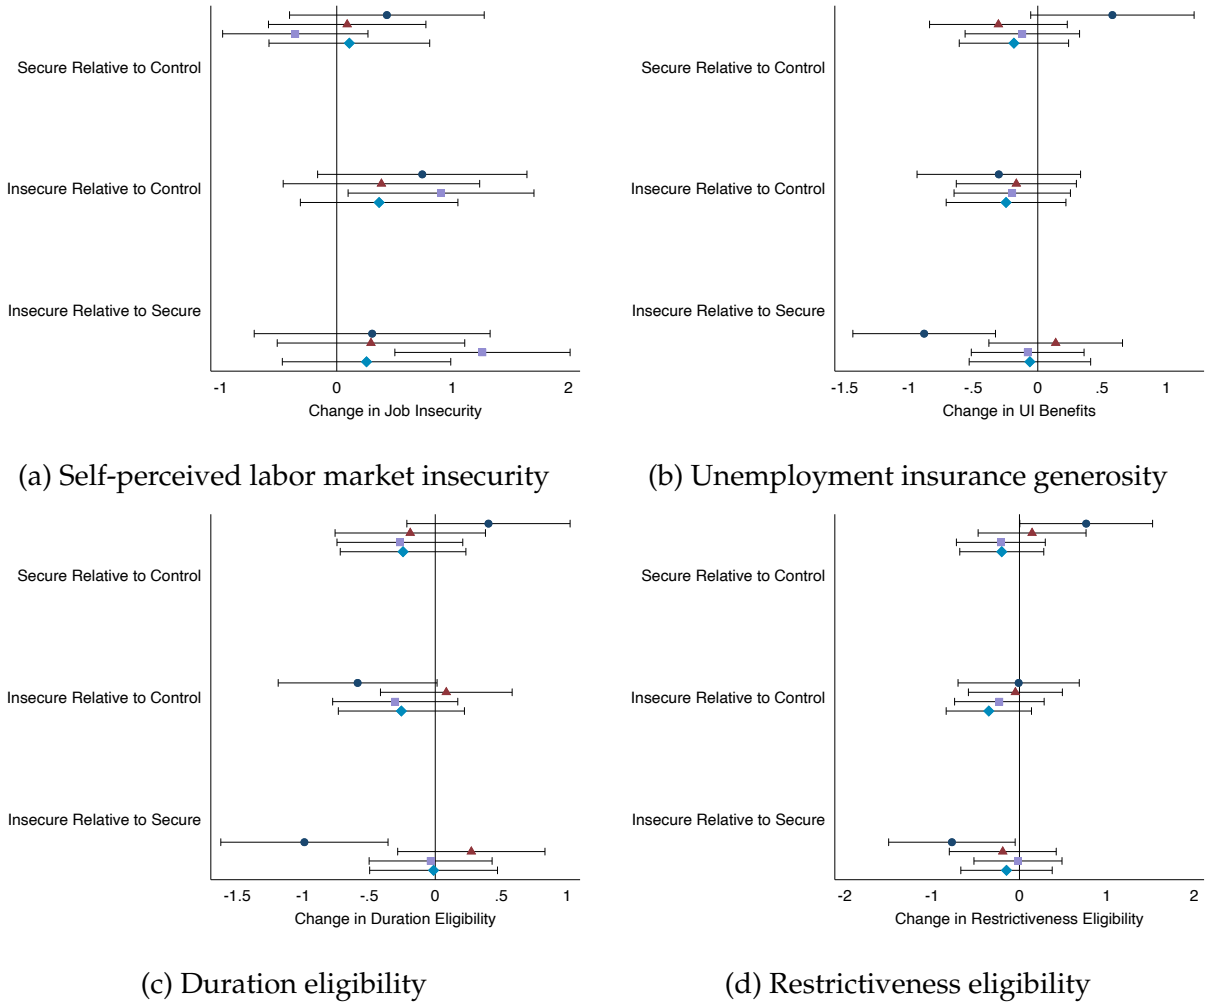 Secure Relative to Control
Insecure Relative to Control
Insecure Relative to Secure
-1 0 1 2
Change in Job Insecurity
(a) Self-perceived labor market insecurity
Secure Relative to Control
Insecure Relative to Control
Insecure Relative to Secure
-1.5 -1 -.5 0 .5 1
Change in UI Benefits
(b) Unemployment insurance generosity
Secure Relative to Control
Insecure Relative to Control
Insecure Relative to Secure
-1.5 -1 -.5 0 .5 1
Change in Duration Eligibility
(c) Duration eligibility
Secure Relative to Control
Insecure Relative to Control
Insecure Relative to Secure
-2 -1 0 1 2
Change in Restrictiveness Eligibility
(d) Restrictiveness eligibility